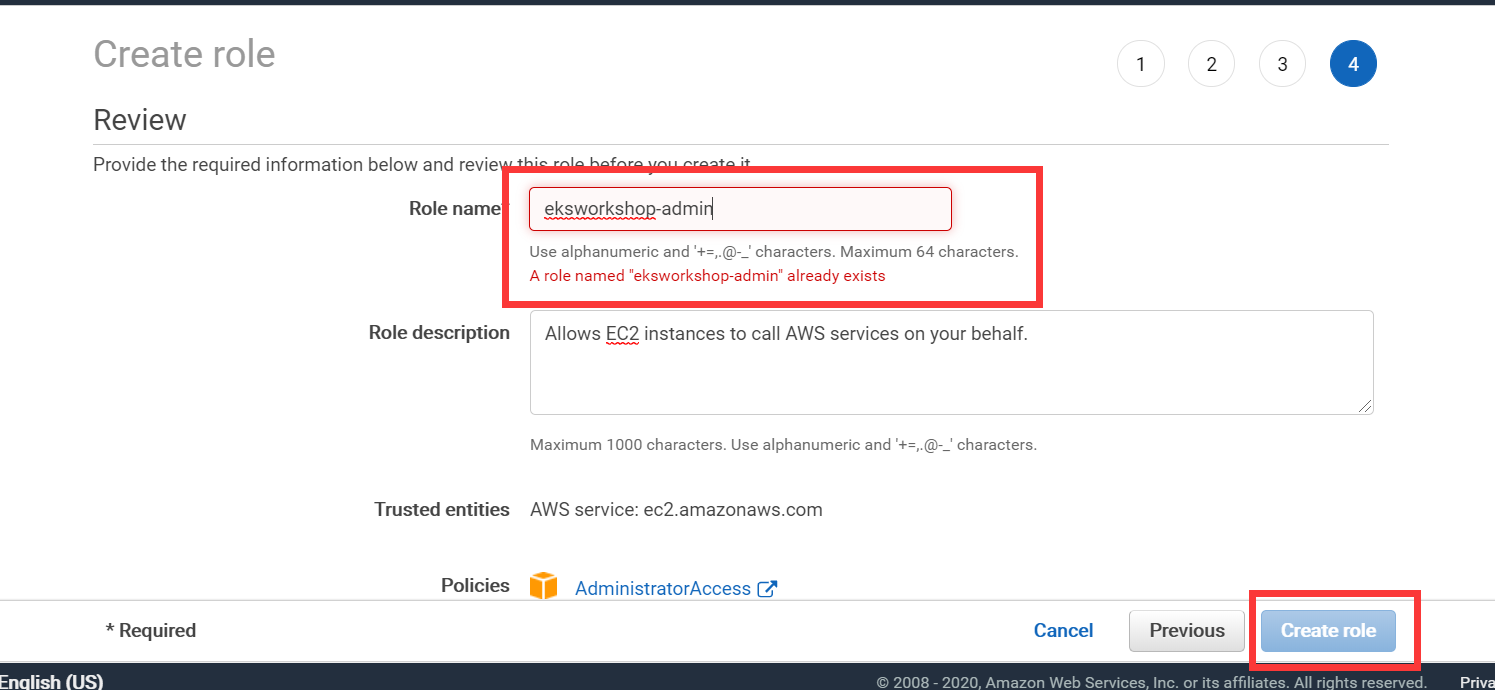 Create role
1 2 3 4
Review
Provide the required information below and review this role before you create it.
Role name*
eksworkshop-admin
Use alphanumeric and '+=,.@-_' characters. Maximum 64 characters.
A role named "eksworkshop-admin" already exists
Role description
Allows EC2 instances to call AWS services on your behalf.
Maximum 1000 characters. Use alphanumeric and '+=,.@-_' characters.
Trusted entities AWS service: ec2.amazonaws.com
Policies AdministratorAccess
* Required Cancel Previous Create role
English (US) © 2008 - 2020, Amazon Web Services, Inc. or its affiliates. All rights reserved. Priva